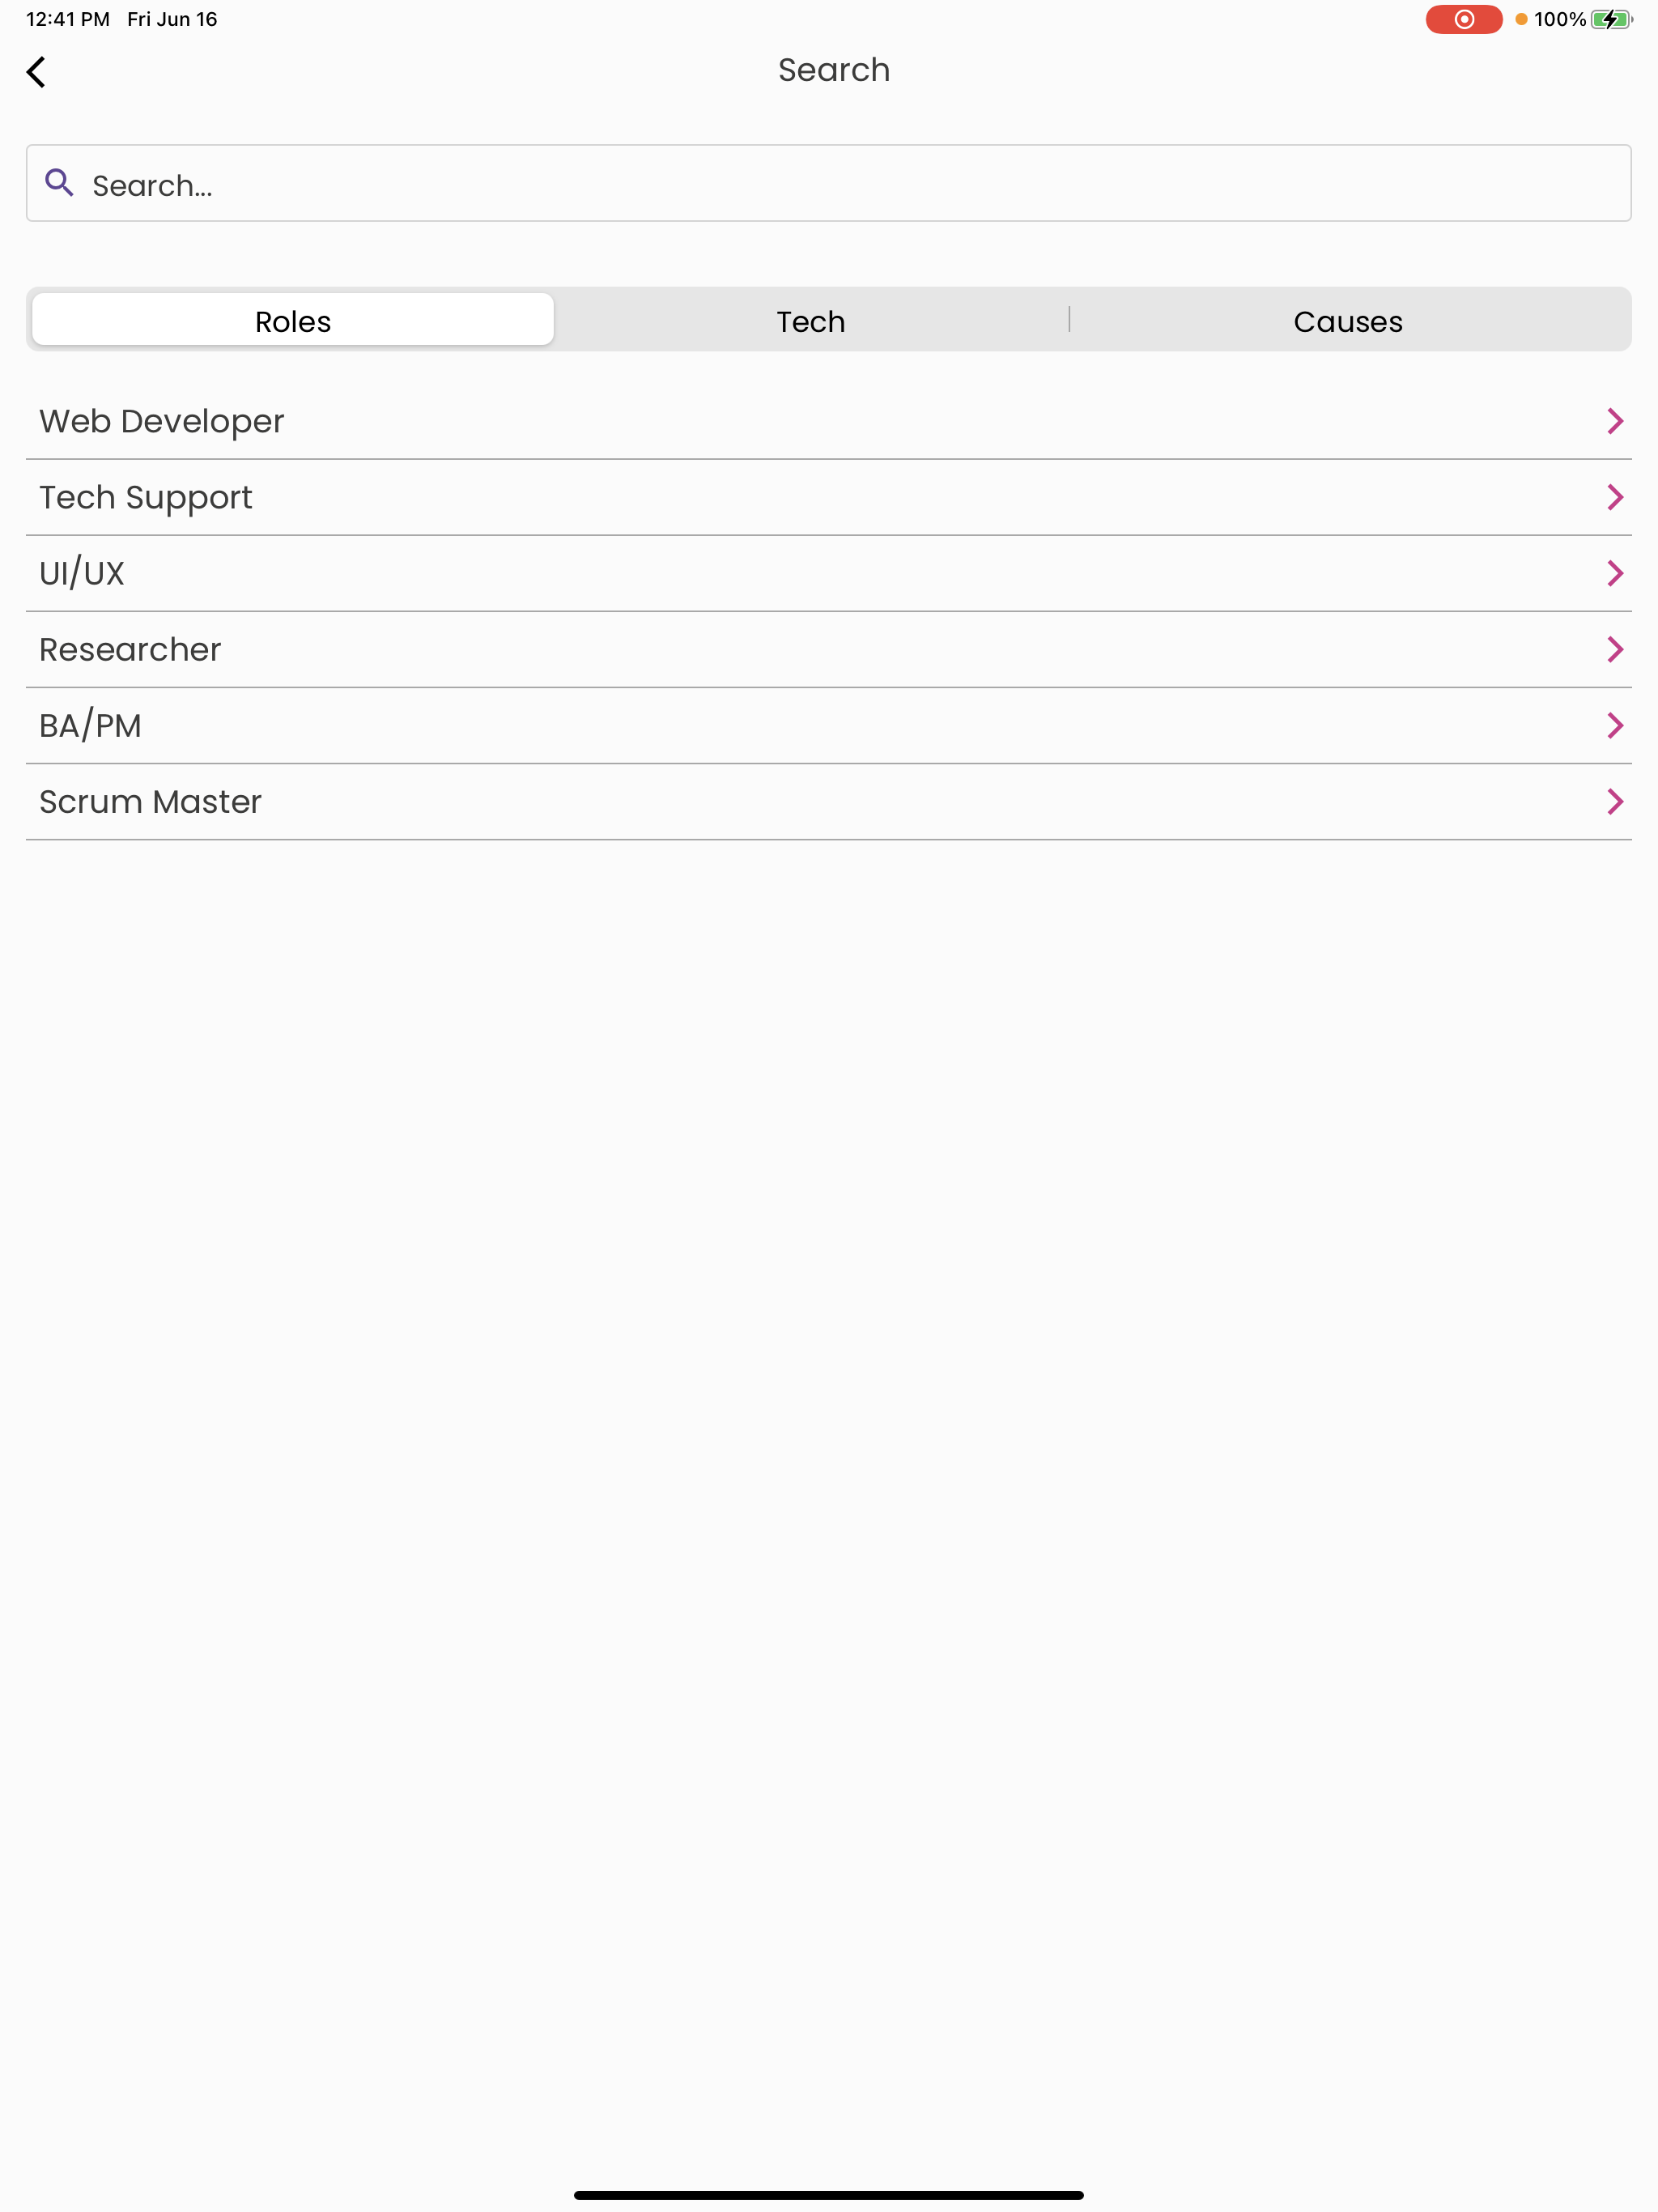 12:41 PM Fri Jun 16 100%
Search
Search...
Roles Tech Causes
Web Developer
Tech Support
UI/UX
Researcher
BA/PM
Scrum Master